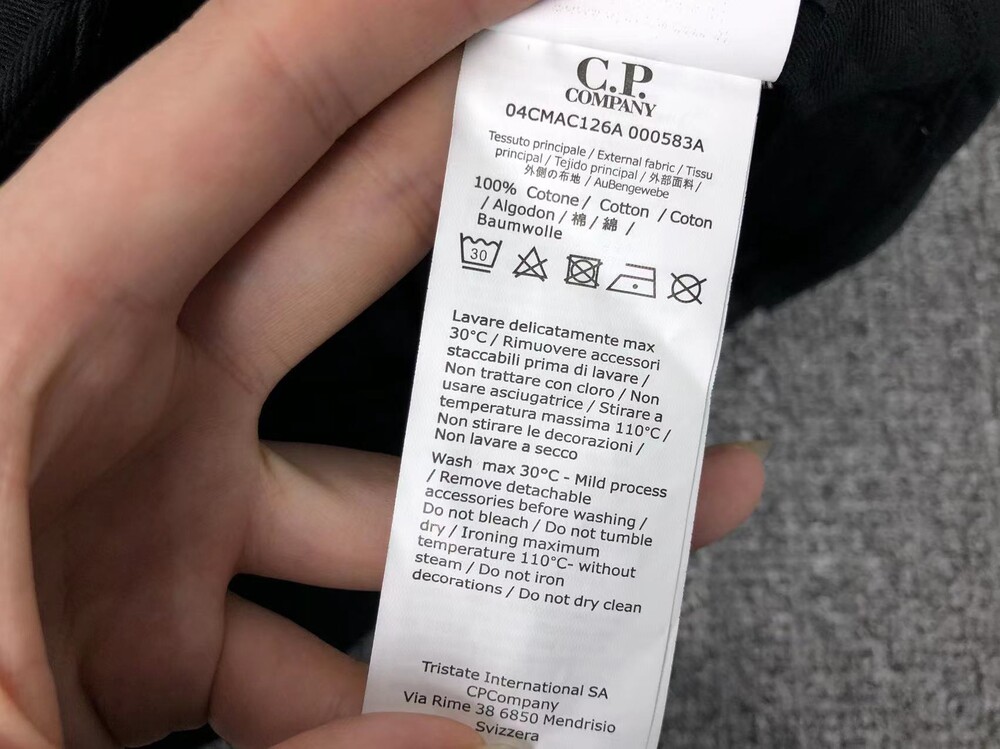 C.P.
COMPANY
04CMAC126A 000583A
Tessuto principale / External fabric / Tissu
principal / Tejido principal / 外部面料 /
外側の布地 / AuBengewebe
100% Cotone / Cotton / Coton
/ Algodon / 棉 / 綿 /
Baumwolle
30
Lavare delicatamente max
30°C / Rimuovere accessori
staccabili prima di lavare /
Non trattare con cloro / Non
usare asciugatrice / Stirare a
temperatura massima 110°C /
Non stirare le decorazioni /
Non lavare a secco
Wash max 30°C - Mild process
/ Remove detachable
accessories before washing /
Do not bleach / Do not tumble
dry / Ironing maximum
temperature 110°C- without
steam / Do not iron
decorations / Do not dry clean
Tristate International SA
CPCompany
Via Rime 38 6850 Mendrisio
Svizzera